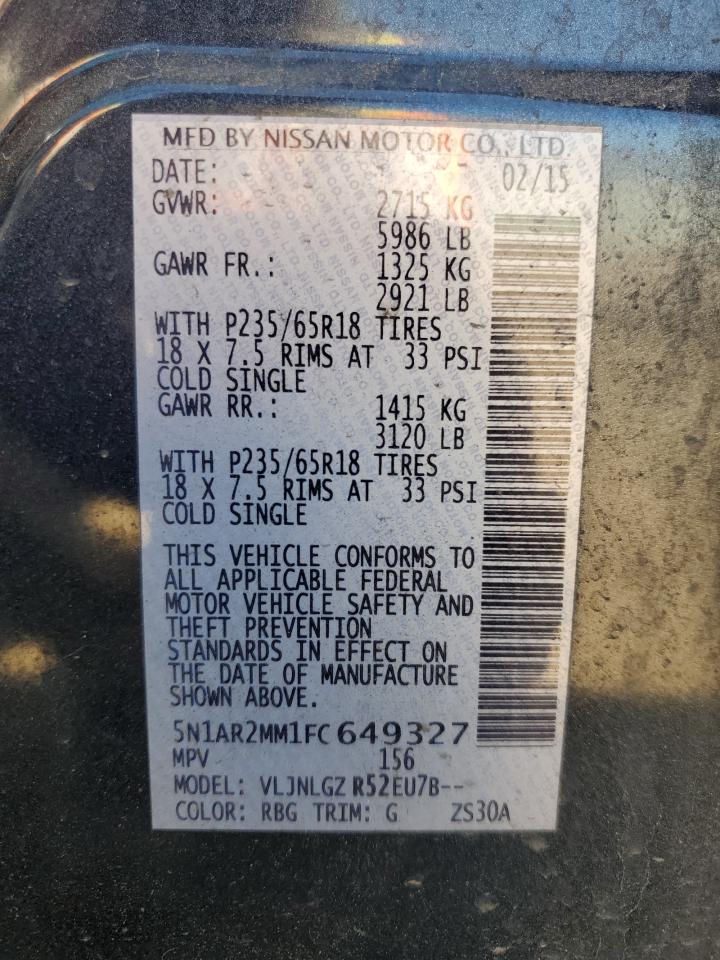 MFD BY NISSAN MOTOR CO., LTD
DATE: 02/15
GVWR: 2715 KG
5986 LB
GAWR FR.: 1325 KG
2921 LB
WITH P235/65R18 TIRES
18 X 7.5 RIMS AT 33 PSI
COLD SINGLE
GAWR RR.: 1415 KG
3120 LB
WITH P235/65R18 TIRES
18 X 7.5 RIMS AT 33 PSI
COLD SINGLE
THIS VEHICLE CONFORMS TO
ALL APPLICABLE FEDERAL
MOTOR VEHICLE SAFETY AND
THEFT PREVENTION
STANDARDS IN EFFECT ON
THE DATE OF MANUFACTURE
SHOWN ABOVE.
5N1AR2MM1FC649327
MPV 156
MODEL: VLJNLGZ R52EU7B--
COLOR: RBG TRIM: G ZS30A